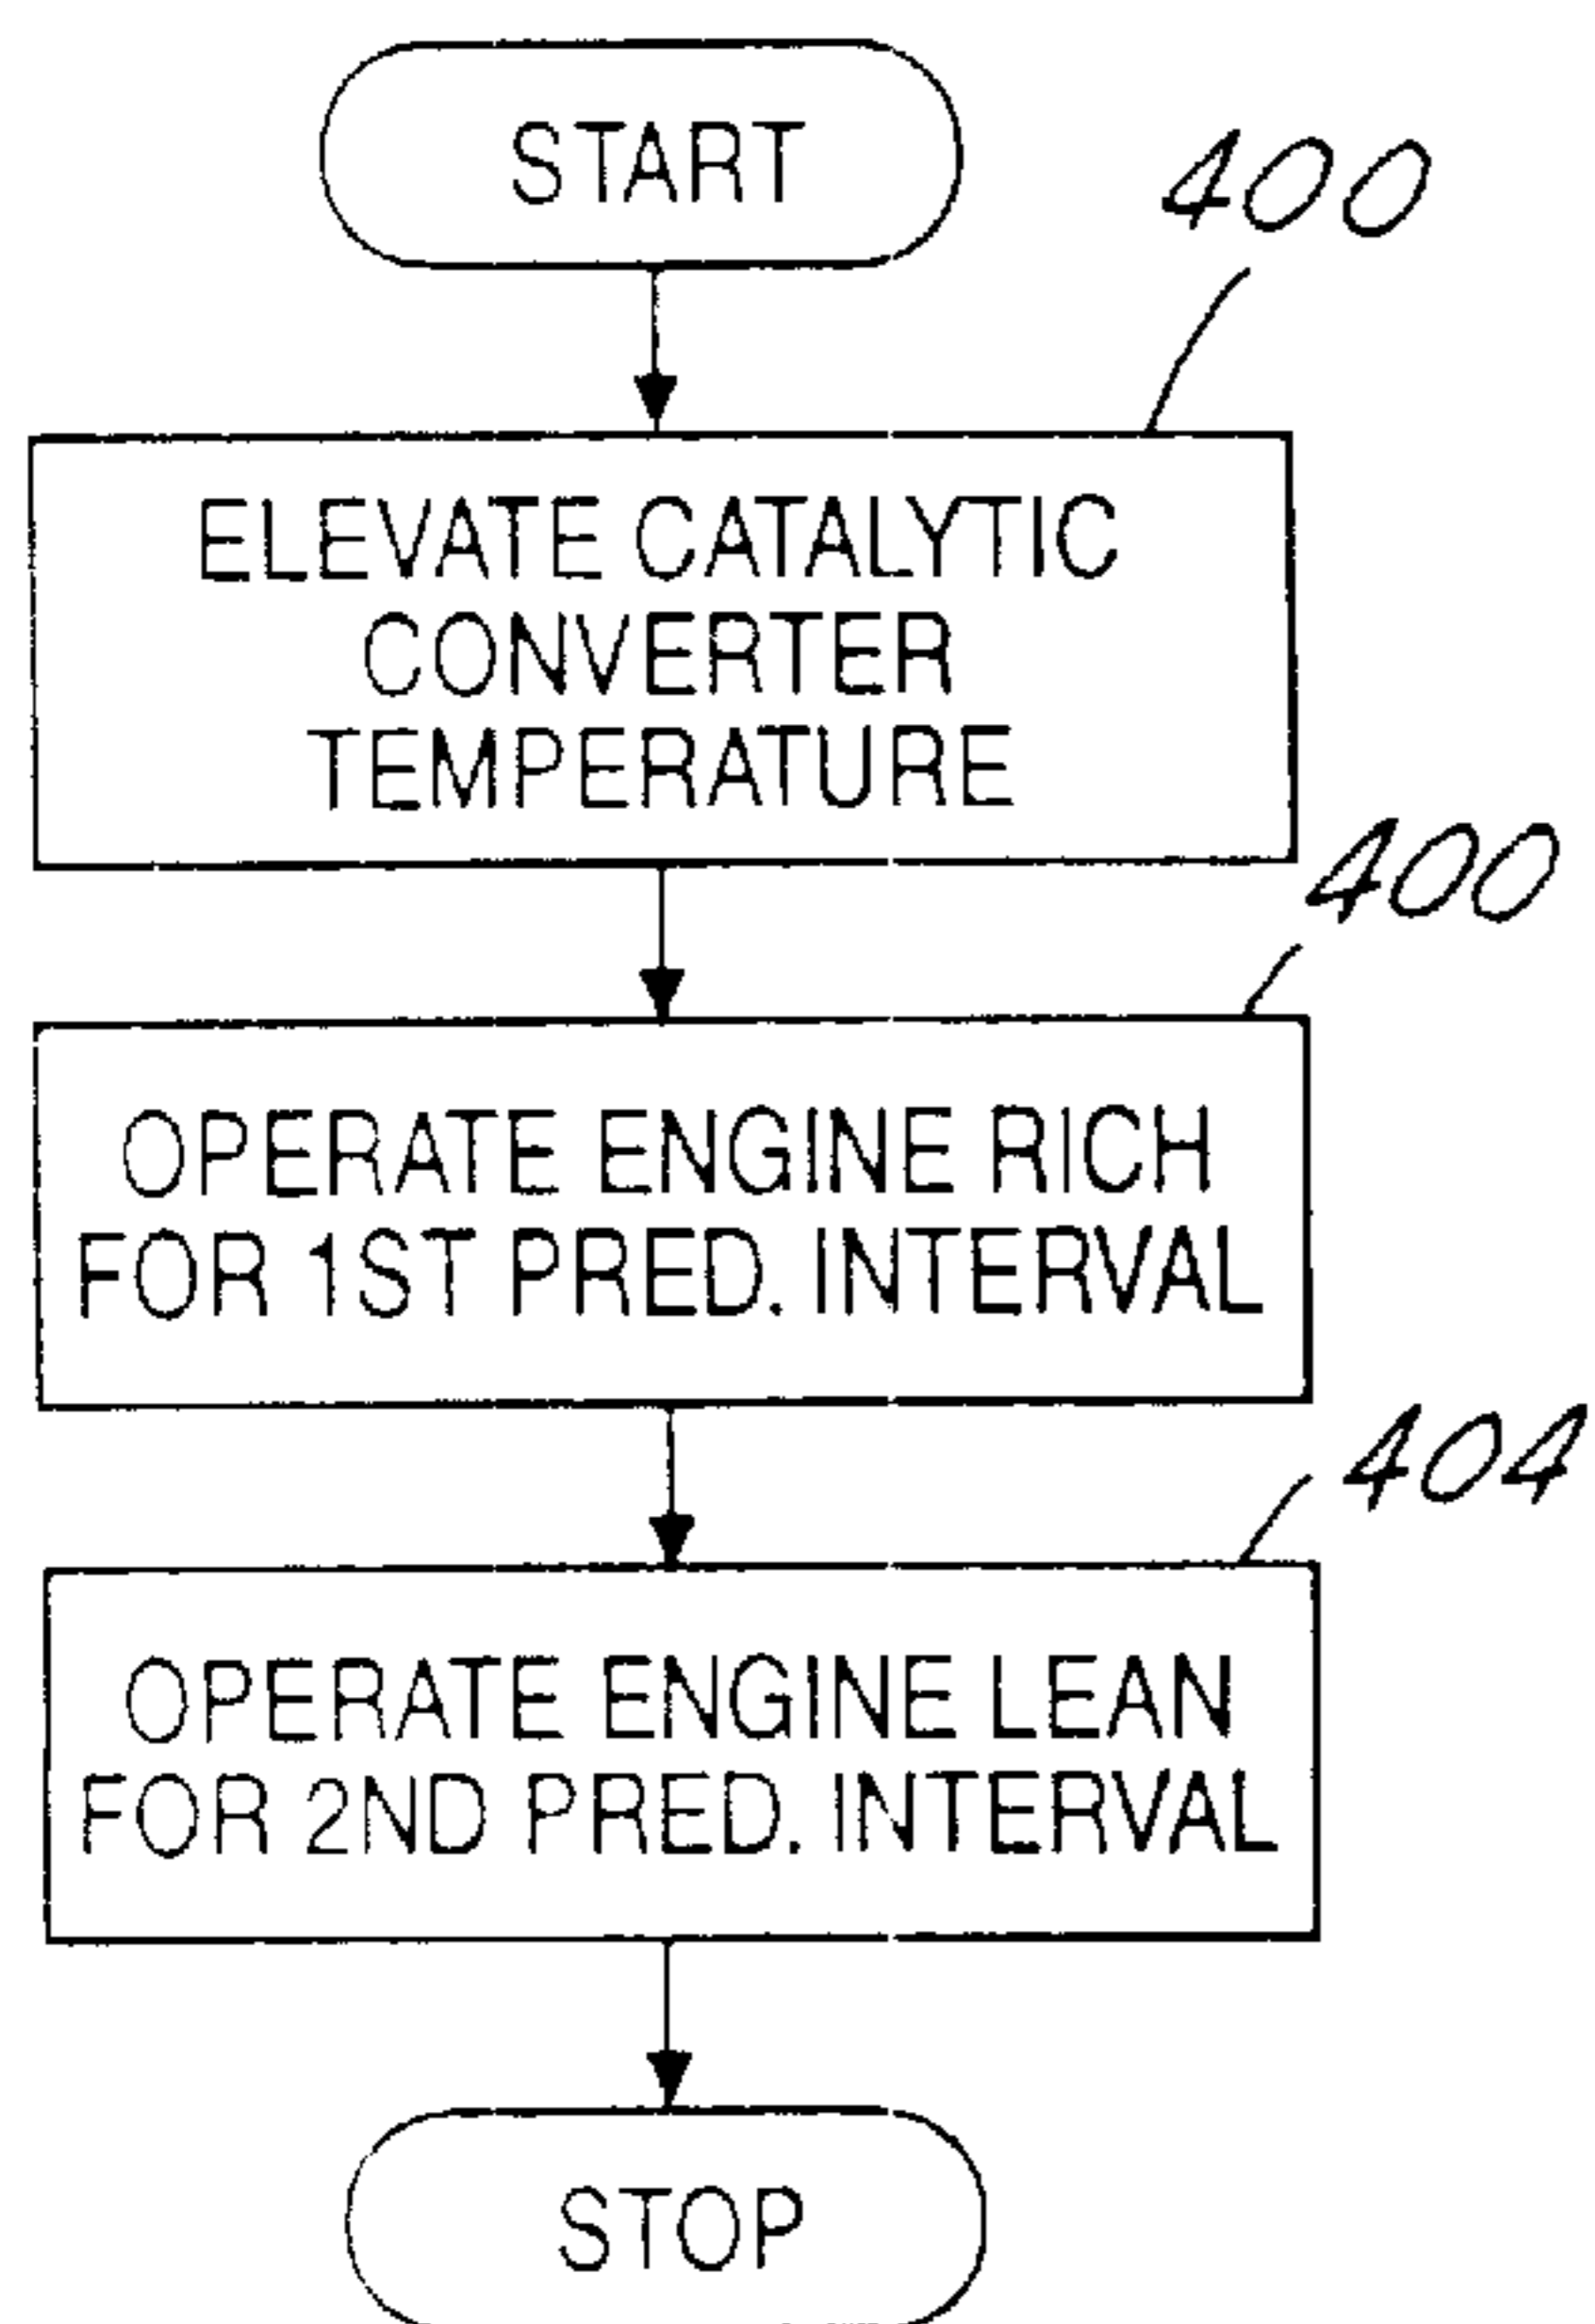 START
400
ELEVATE CATALYTIC
CONVERTER
TEMPERATURE
400
OPERATE ENGINE RICH
FOR 1ST PRED. INTERVAL
404
OPERATE ENGINE LEAN
FOR 2ND PRED. INTERVAL
STOP